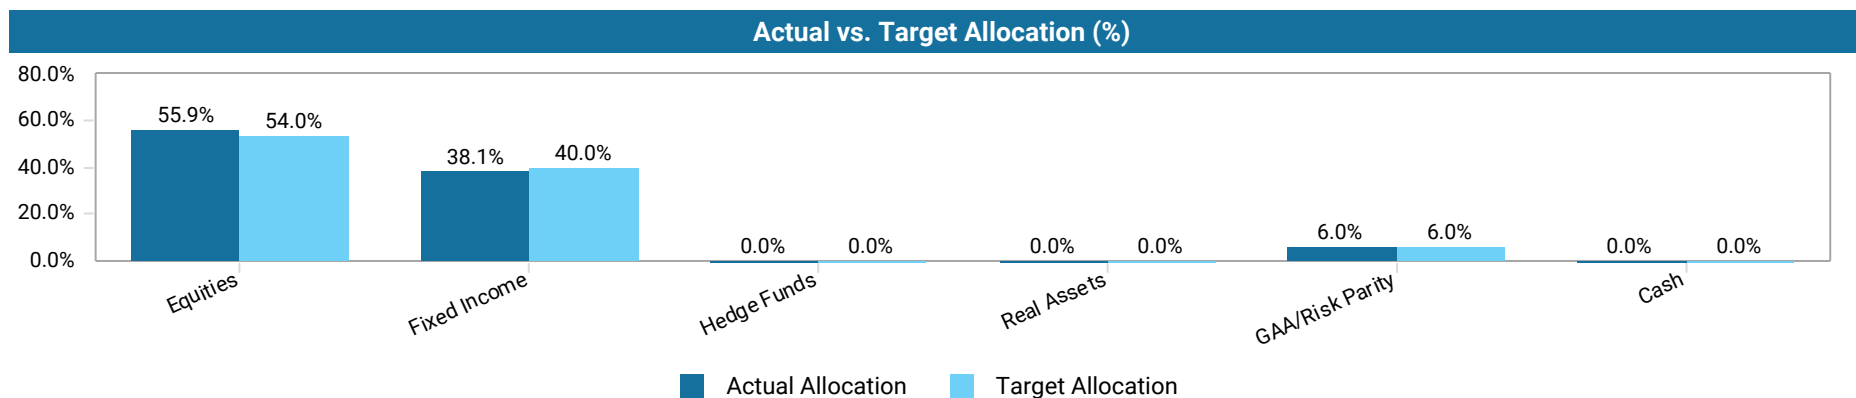 Actual vs. Target Allocation (%)
80.0%
60.0%
40.0%
20.0%
0.0%
55.9%
54.0%
38.1%
40.0%
0.0%
0.0%
0.0%
0.0%
6.0%
6.0%
0.0%
0.0%
Equities
Fixed Income
Hedge Funds
Real Assets
GAA/Risk Parity
Cash
Actual Allocation
Target Allocation